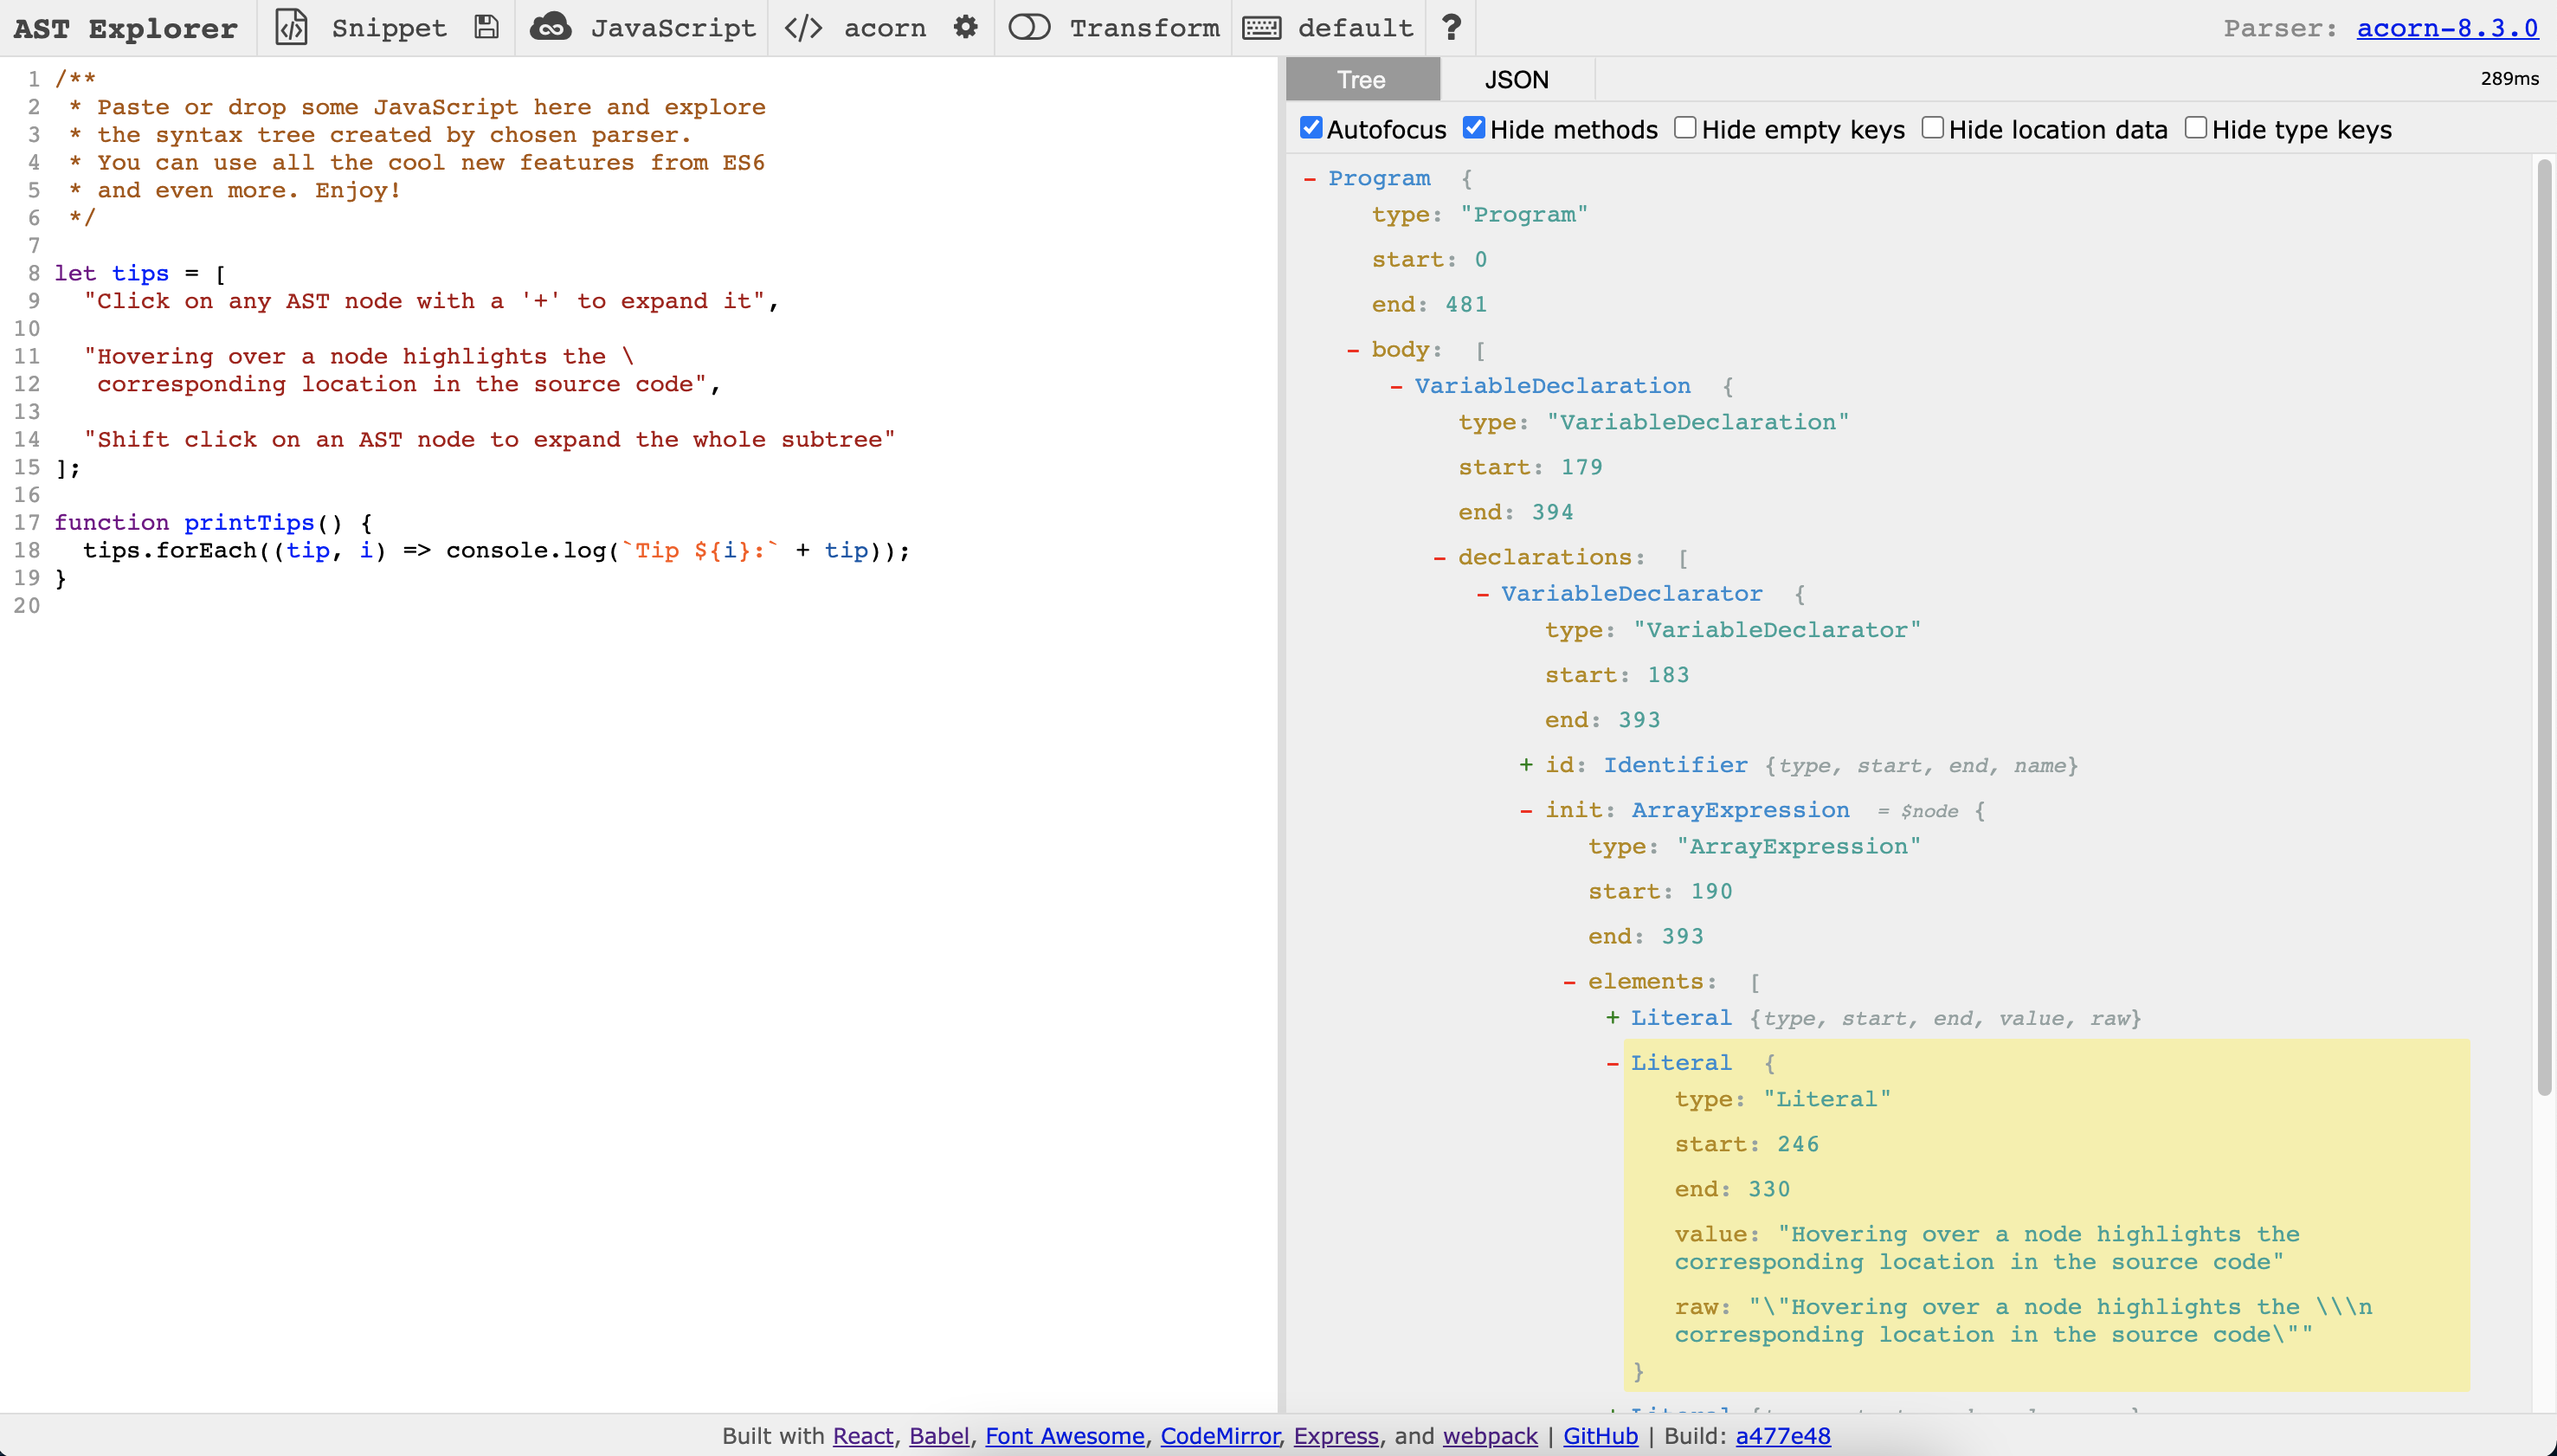 AST Explorer Snippet JavaScript </> acorn Transform default ? Parser: acorn-8.3.0
1 /**
2  * Paste or drop some JavaScript here and explore
3  * the syntax tree created by chosen parser.
4  * You can use all the cool new features from ES6
5  * and even more. Enjoy!
6  */
7
8 let tips = [
9   "Click on any AST node with a '+' to expand it",
10
11   "Hovering over a node highlights the \
12    corresponding location in the source code",
13
14   "Shift click on an AST node to expand the whole subtree"
15 ];
16
17 function printTips() {
18   tips.forEach((tip, i) => console.log(`Tip ${i}:` + tip));
19 }
20
Tree JSON 289ms
Autofocus Hide methods Hide empty keys Hide location data Hide type keys
- Program {
type: "Program"
start: 0
end: 481
- body: [
- VariableDeclaration {
type: "VariableDeclaration"
start: 179
end: 394
- declarations: [
- VariableDeclarator {
type: "VariableDeclarator"
start: 183
end: 393
+ id: Identifier {type, start, end, name}
- init: ArrayExpression = $node {
type: "ArrayExpression"
start: 190
end: 393
- elements: [
+ Literal {type, start, end, value, raw}
- Literal {
type: "Literal"
start: 246
end: 330
value: "Hovering over a node highlights the
corresponding location in the source code"
raw: "\"Hovering over a node highlights the \\\n
corresponding location in the source code\""
}
Built with React, Babel, Font Awesome, CodeMirror, Express, and webpack | GitHub | Build: a477e48